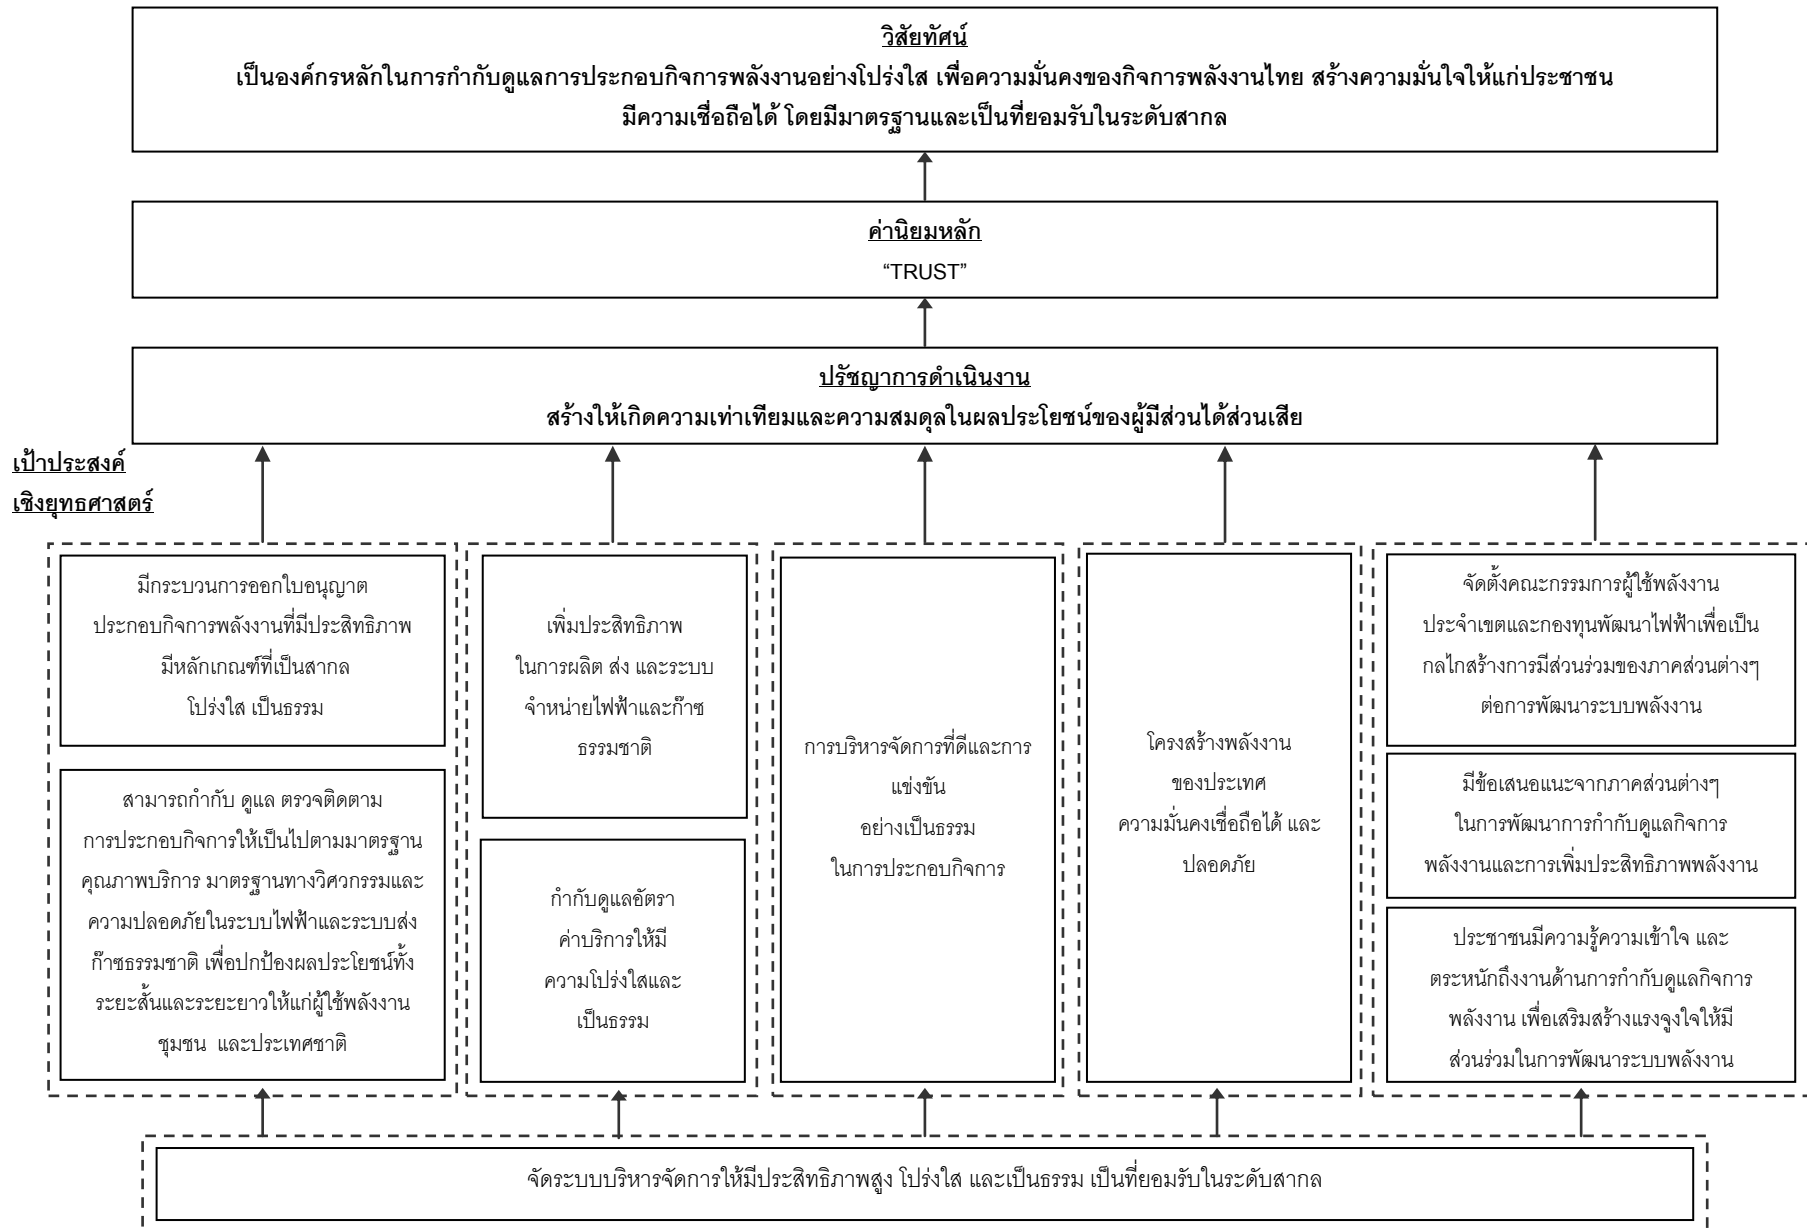 วิสัยทัศน์
เป็นองค์กรหลักในการกำกับดูแลการประกอบกิจการพลังงานอย่างโปร่งใส เพื่อความมั่นคงของกิจการพลังงานไทย สร้างความมั่นใจให้แก่ประชาชน
มีความเชื่อถือได้ โดยมีมาตรฐานและเป็นที่ยอมรับในระดับสากล
ค่านิยมหลัก
“TRUST”
ปรัชญาการดำเนินงาน
สร้างให้เกิดความเท่าเทียมและความสมดุลในผลประโยชน์ของผู้มีส่วนได้ส่วนเสีย
เป้าประสงค์
เชิงยุทธศาสตร์
มีกระบวนการออกใบอนุญาต
ประกอบกิจการพลังงานที่มีประสิทธิภาพ
มีหลักเกณฑ์ที่เป็นสากล
โปร่งใส เป็นธรรม
สามารถกำกับ ดูแล ตรวจติดตาม
การประกอบกิจการให้เป็นไปตามมาตรฐาน
คุณภาพบริการ มาตรฐานทางวิศวกรรมและ
ความปลอดภัยในระบบไฟฟ้าและระบบส่ง
ก๊าซธรรมชาติ เพื่อปกป้องผลประโยชน์ทั้ง
ระยะสั้นและระยะยาวให้แก่ผู้ใช้พลังงาน
ชุมชน และประเทศชาติ
เพิ่มประสิทธิภาพ
ในการผลิต ส่ง และระบบ
จำหน่ายไฟฟ้าและก๊าซ
ธรรมชาติ
กำกับดูแลอัตรา
ค่าบริการให้มี
ความโปร่งใสและ
เป็นธรรม
การบริหารจัดการที่ดีและการ
แข่งขัน
อย่างเป็นธรรม
ในการประกอบกิจการ
โครงสร้างพลังงาน
ของประเทศ
ความมั่นคงเชื่อถือได้ และ
ปลอดภัย
จัดตั้งคณะกรรมการผู้ใช้พลังงาน
ประจำเขตและกองทุนพัฒนาไฟฟ้าเพื่อเป็น
กลไกสร้างการมีส่วนร่วมของภาคส่วนต่างๆ
ต่อการพัฒนาระบบพลังงาน
มีข้อเสนอแนะจากภาคส่วนต่างๆ
ในการพัฒนาการกำกับดูแลกิจการ
พลังงานและการเพิ่มประสิทธิภาพพลังงาน
ประชาชนมีความรู้ความเข้าใจ และ
ตระหนักถึงงานด้านการกำกับดูแลกิจการ
พลังงาน เพื่อเสริมสร้างแรงจูงใจให้มี
ส่วนร่วมในการพัฒนาระบบพลังงาน
จัดระบบบริหารจัดการให้มีประสิทธิภาพสูง โปร่งใส และเป็นธรรม เป็นที่ยอมรับในระดับสากล